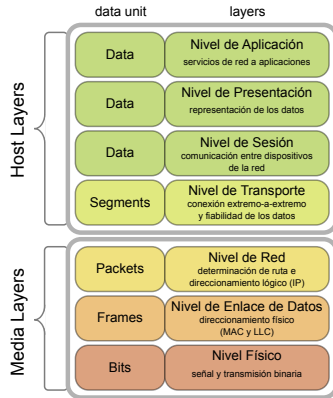 data unit
layers
Host Layers
Data
Nivel de Aplicación
servicios de red a aplicaciones
Data
Nivel de Presentación
representación de los datos
Data
Nivel de Sesión
comunicación entre dispositivos
de la red
Segments
Nivel de Transporte
conexión extremo-a-extremo
y fiabilidad de los datos
Media Layers
Packets
Nivel de Red
determinación de ruta e
direccionamiento lógico (IP)
Frames
Nivel de Enlace de Datos
direccionamiento físico
(MAC y LLC)
Bits
Nivel Físico
señal y transmisión binaria